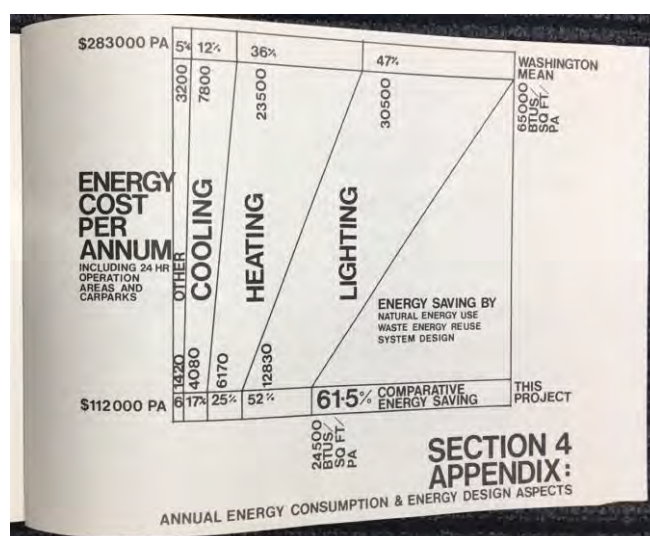 $283000 PA
5%
12%
36%
47%
WASHINGTON
MEAN
3200
7800
23500
30500
65000
BTUS/
SQ FT/
PA
ENERGY
COST
PER
ANNUM
INCLUDING 24 HR
OPERATION
AREAS AND
CARPARKS
OTHER
COOLING
HEATING
LIGHTING
ENERGY SAVING BY
NATURAL ENERGY USE
WASTE ENERGY REUSE
SYSTEM DESIGN
1420
4080
6170
12830
$112000 PA
6
17%
25%
52%
61·5%
COMPARATIVE
ENERGY SAVING
THIS
PROJECT
24500
BTUS/
SQ FT/
PA
SECTION 4
APPENDIX:
ANNUAL ENERGY CONSUMPTION & ENERGY DESIGN ASPECTS